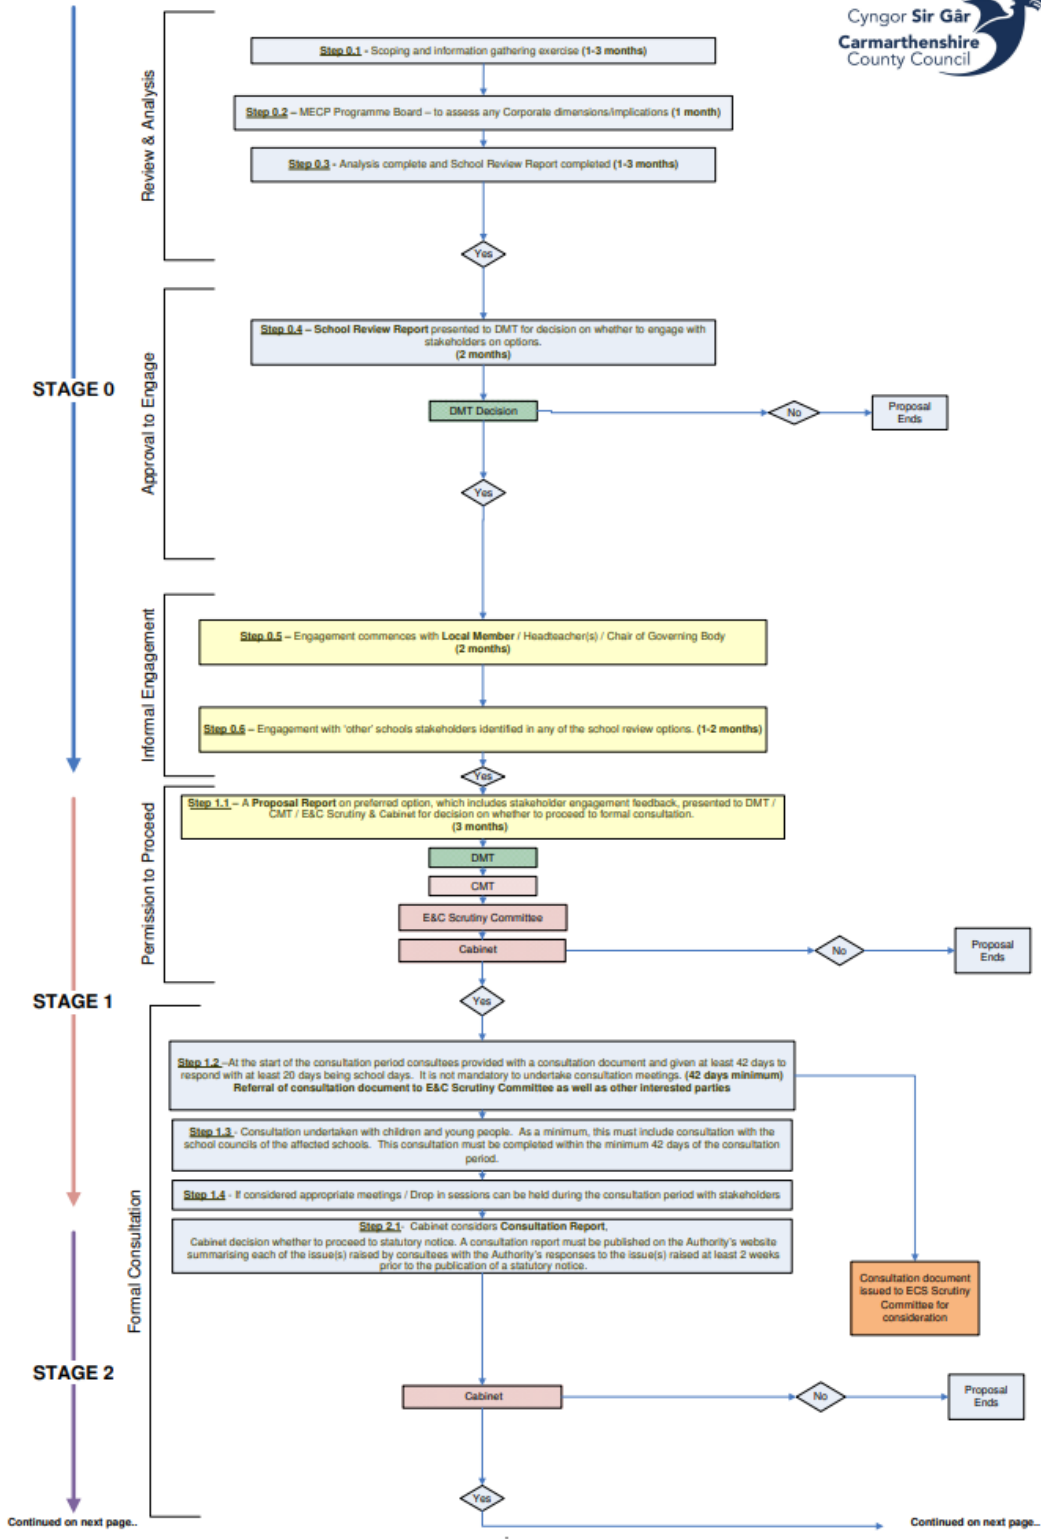 Cyngor Sir Gâr
Carmarthenshire
County Council
Review & Analysis
Step 0.1 - Scoping and information gathering exercise (1-3 months)
Step 0.2 – MECP Programme Board – to assess any Corporate dimensions/implications (1 month)
Step 0.3 - Analysis complete and School Review Report completed (1-3 months)
Yes
STAGE 0
Approval to Engage
Step 0.4 – School Review Report presented to DMT for decision on whether to engage with
stakeholders on options.
(2 months)
DMT Decision
No
Proposal
Ends
Yes
Informal Engagement
Step 0.5 – Engagement commences with Local Member / Headteacher(s) / Chair of Governing Body
(2 months)
Step 0.6 – Engagement with ‘other’ schools stakeholders identified in any of the school review options. (1-2 months)
Yes
Permission to Proceed
Step 1.1 – A Proposal Report on preferred option, which includes stakeholder engagement feedback, presented to DMT /
CMT / E&C Scrutiny & Cabinet for decision on whether to proceed to formal consultation.
(3 months)
DMT
CMT
E&C Scrutiny Committee
Cabinet
No
Proposal
Ends
STAGE 1
Yes
Formal Consultation
Step 1.2 –At the start of the consultation period consultees provided with a consultation document and given at least 42 days to
respond with at least 20 days being school days. It is not mandatory to undertake consultation meetings. (42 days minimum)
Referral of consultation document to E&C Scrutiny Committee as well as other interested parties
Step 1.3 - Consultation undertaken with children and young people. As a minimum, this must include consultation with the
school councils of the affected schools. This consultation must be completed within the minimum 42 days of the consultation
period.
Step 1.4 - If considered appropriate meetings / Drop in sessions can be held during the consultation period with stakeholders
Step 2.1- Cabinet considers Consultation Report,
Cabinet decision whether to proceed to statutory notice. A consultation report must be published on the Authority’s website
summarising each of the issue(s) raised by consultees with the Authority’s responses to the issue(s) raised at least 2 weeks
prior to the publication of a statutory notice.
Consultation document
issued to ECS Scrutiny
Committee for
consideration
STAGE 2
Cabinet
No
Proposal
Ends
Yes
Continued on next page..
Continued on next page..